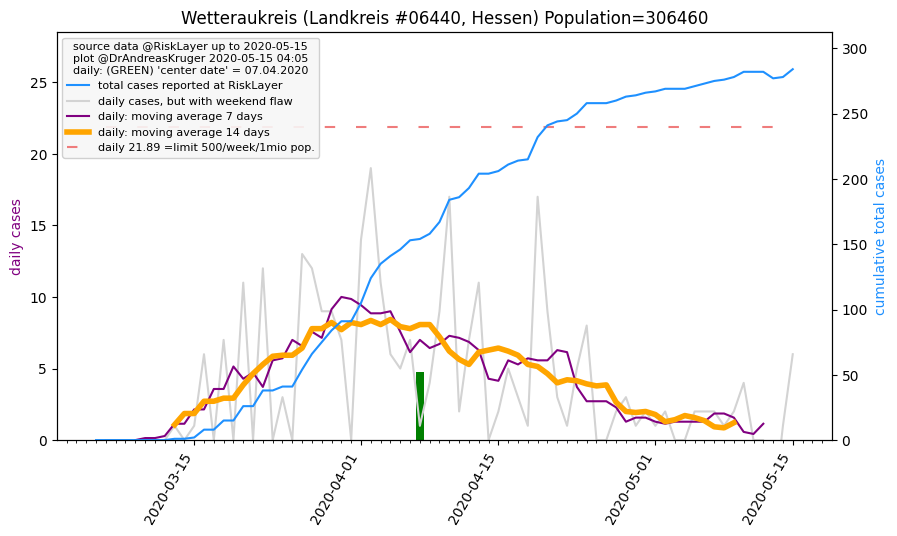 Wetteraukreis (Landkreis #06440, Hessen) Population=306460
source data @RiskLayer up to 2020-05-15
plot @DrAndreasKruger 2020-05-15 04:05
daily: (GREEN) 'center date' = 07.04.2020
total cases reported at RiskLayer
daily cases, but with weekend flaw
daily: moving average 7 days
daily: moving average 14 days
daily 21.89 =limit 500/week/1mio pop.
daily cases
25
20
15
10
5
0
300
250
200
150
100
50
0
cumulative total cases
2020-03-15
2020-04-01
2020-04-15
2020-05-01
2020-05-15